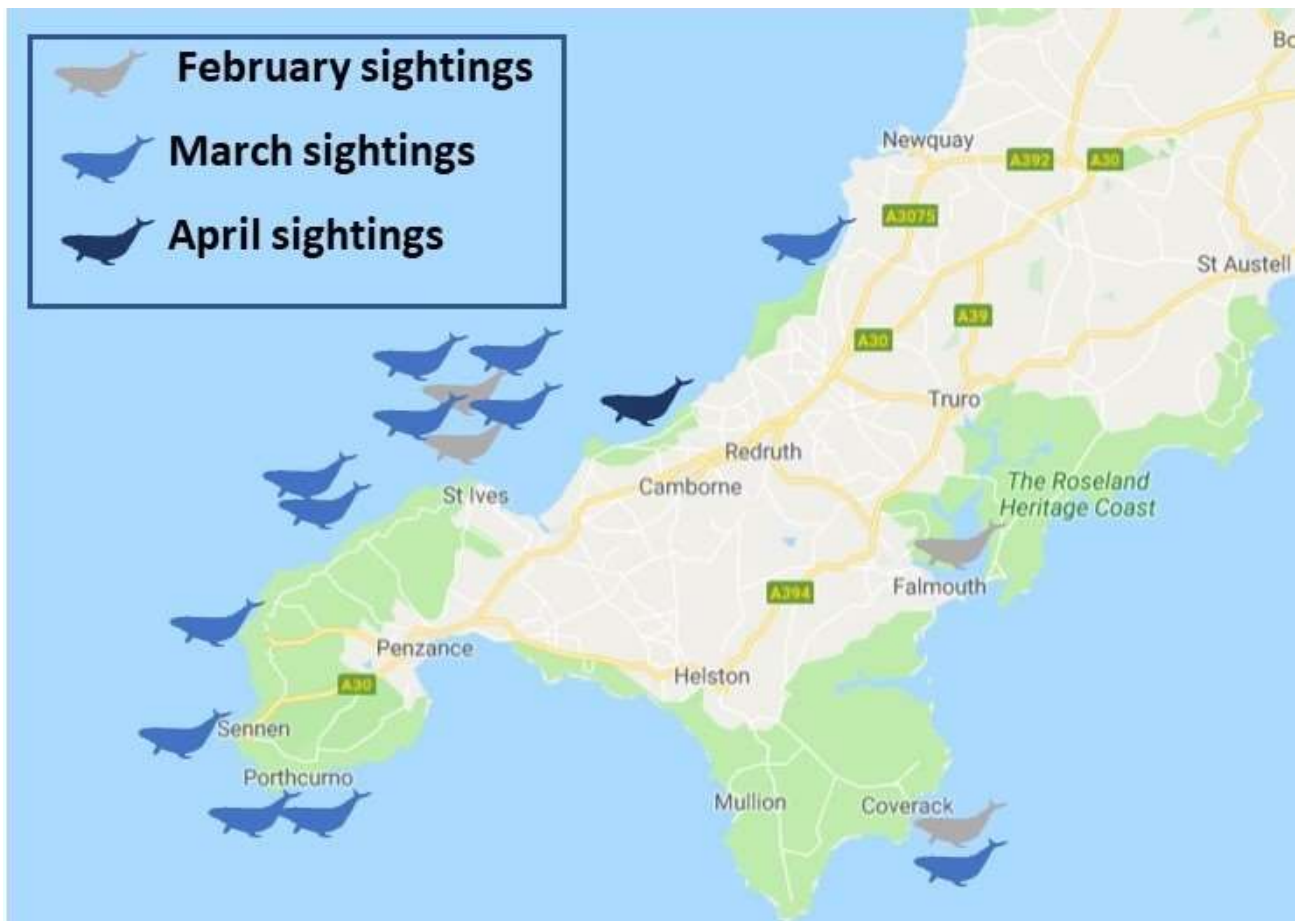 February sightings
March sightings
April sightings
Bo
Newquay
A392
A30
A3075
St Austell
A39
A30
Truro
Redruth
Camborne
St Ives
The Roseland
Heritage Coast
Falmouth
A394
Penzance
Helston
A30
Sennen
Porthcurno
Mullion
Coverack